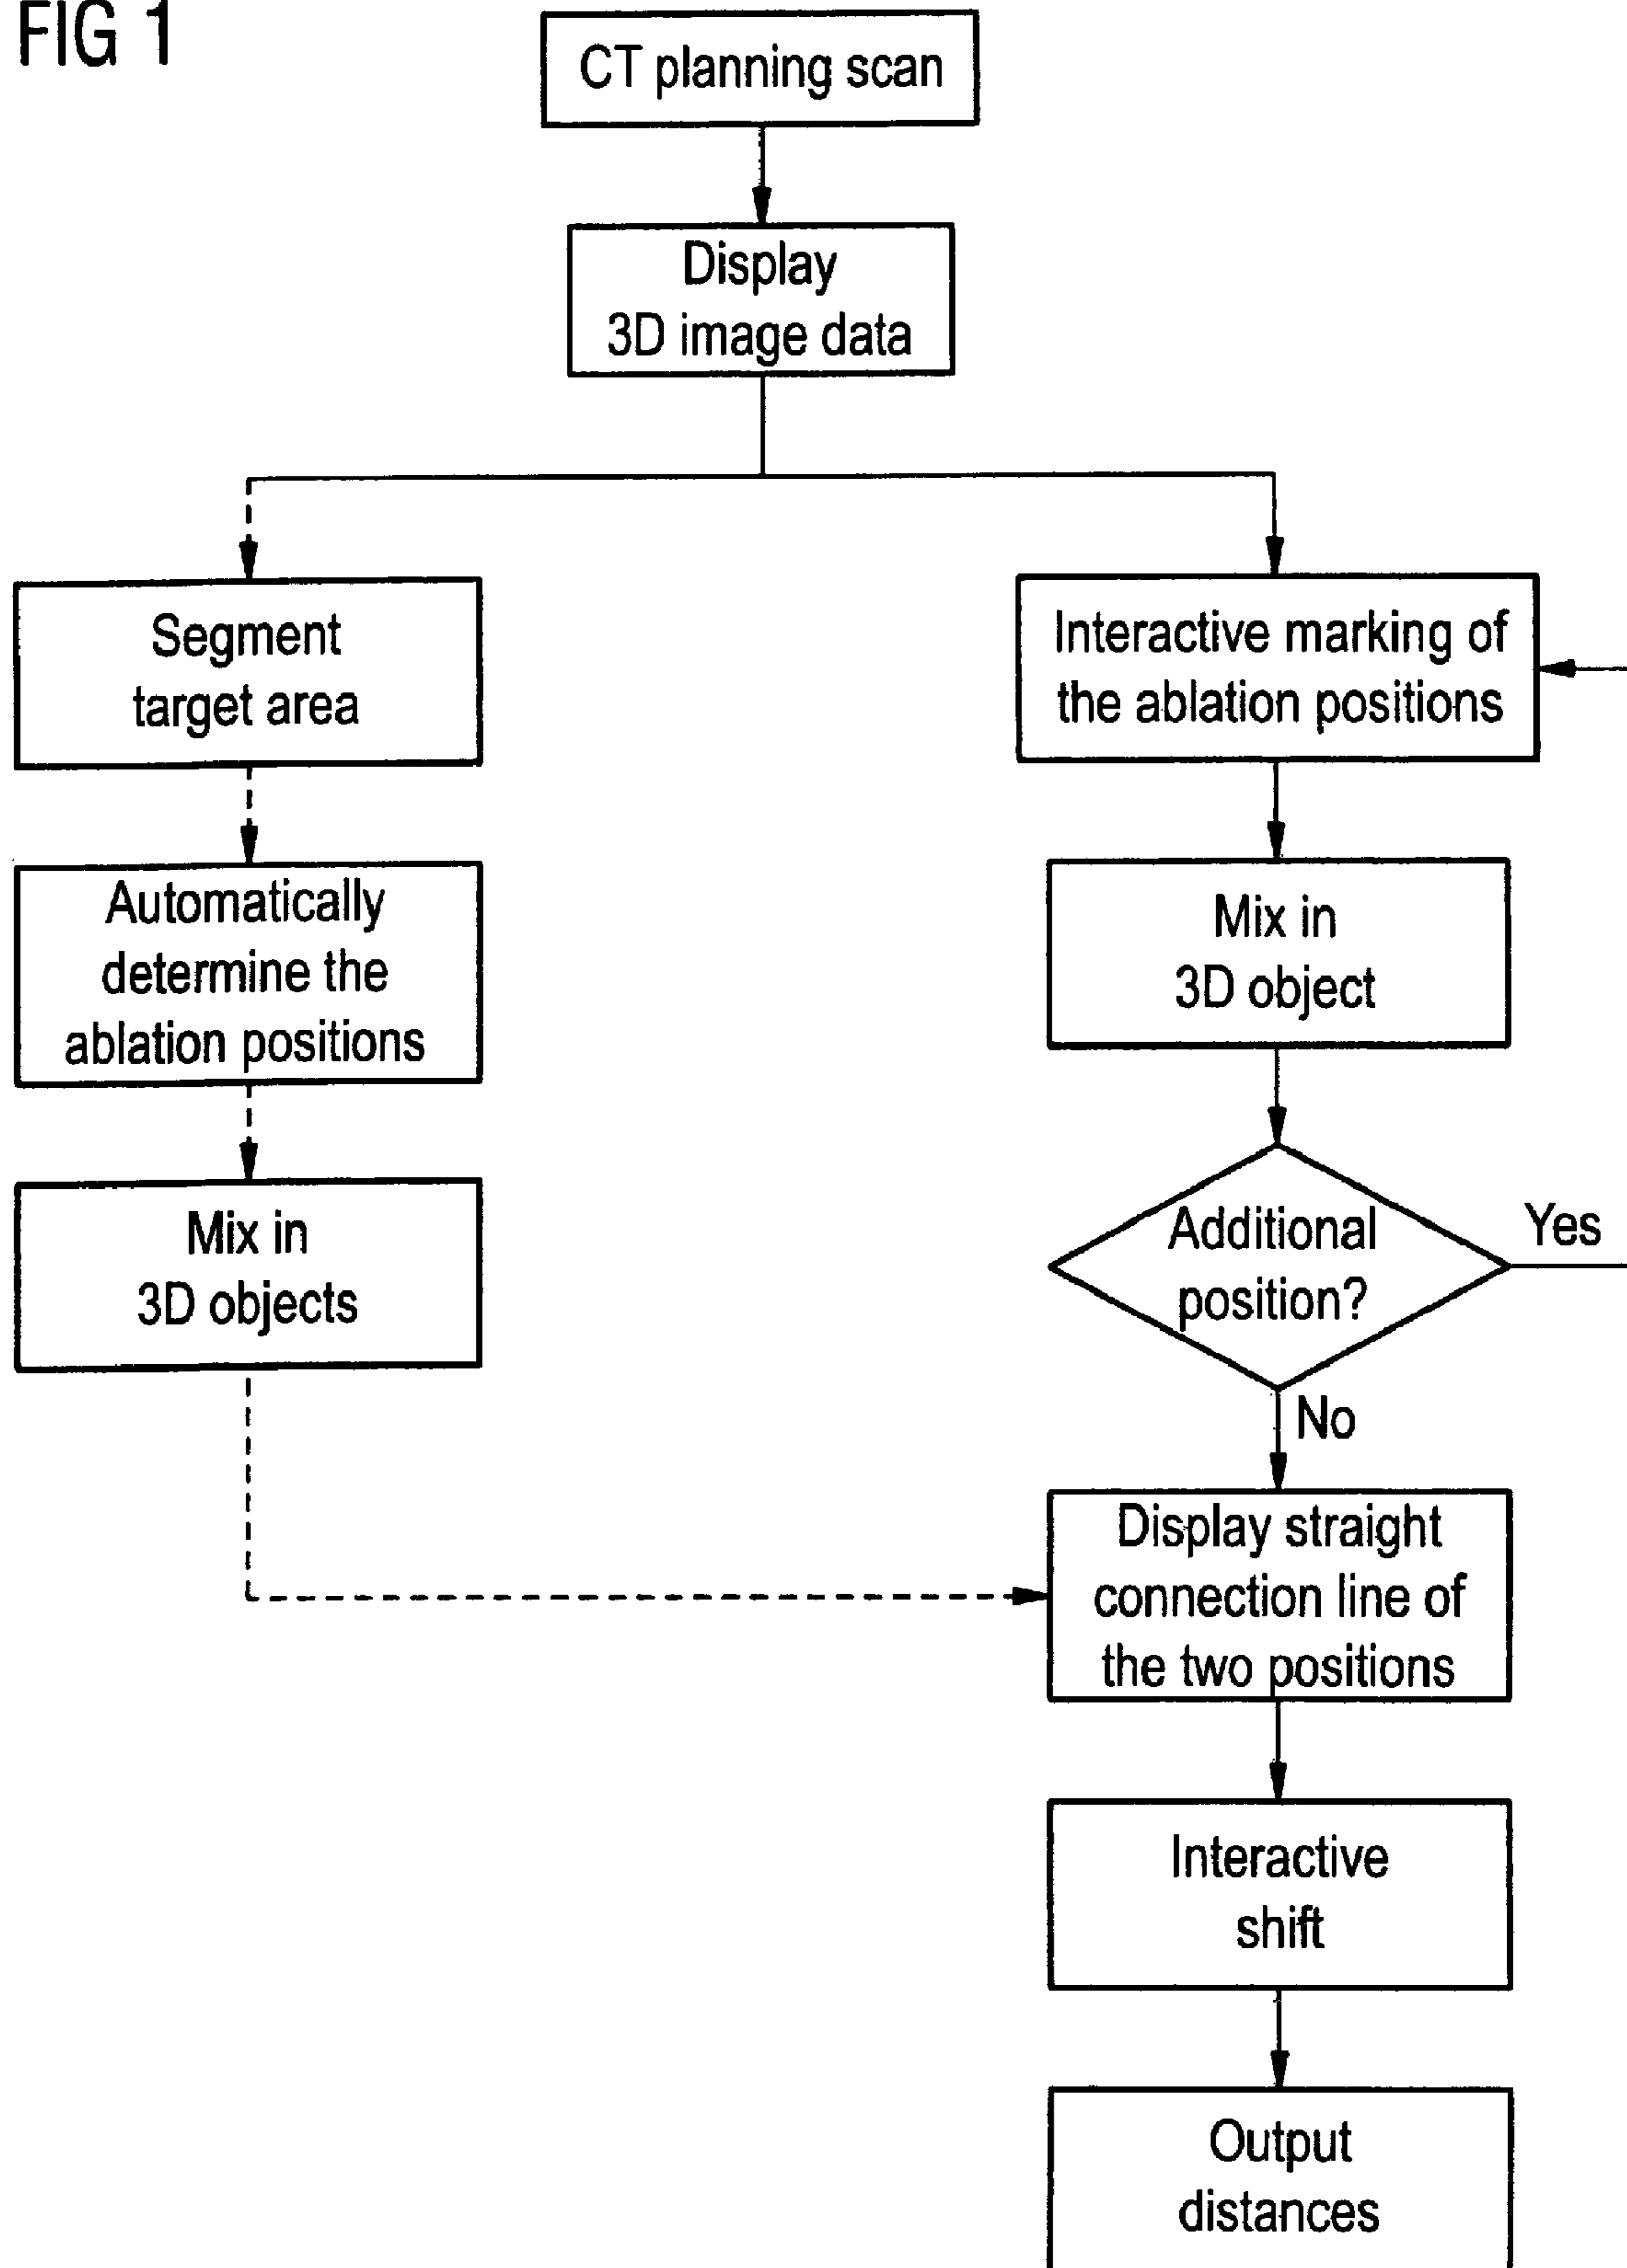 FIG 1
CT planning scan
Display
3D image data
Segment
target area
Automatically
determine the
ablation positions
Mix in
3D objects
Interactive marking of
the ablation positions
Mix in
3D object
Additional
position?
Yes
No
Display straight
connection line of
the two positions
Interactive
shift
Output
distances